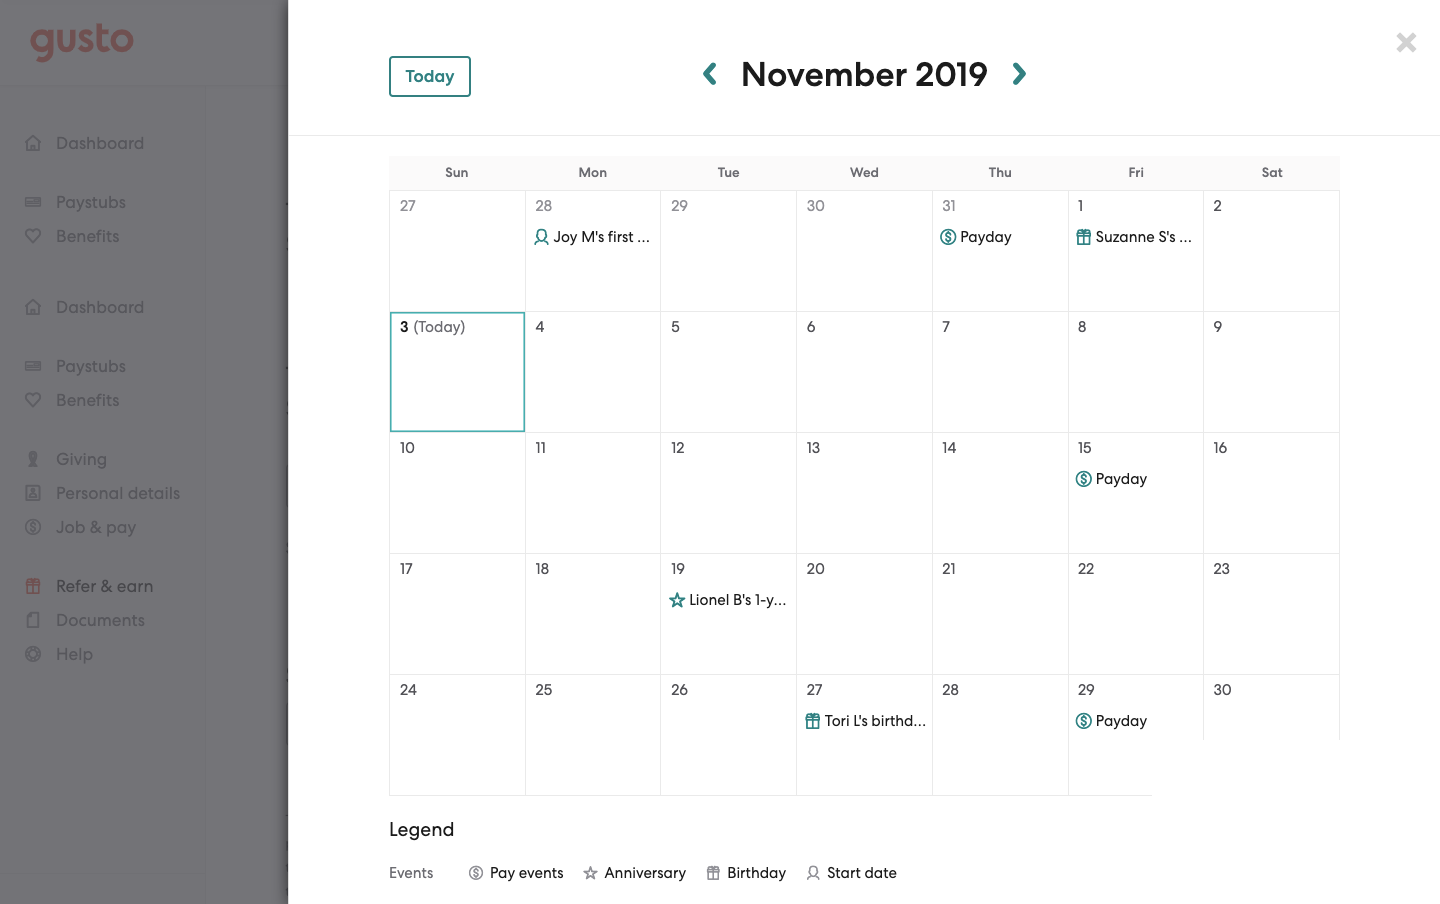 gusto
Dashboard
Paystubs
Benefits
Dashboard
Paystubs
Benefits
Giving
Personal details
Job & pay
Refer & earn
Documents
Help
Today
November 2019
Sun Mon Tue Wed Thu Fri Sat
27 28 29 30 31 1 2
Joy M's first ... Payday Suzanne S's ...
3 (Today) 4 5 6 7 8 9
10 11 12 13 14 15 16
Payday
17 18 19 20 21 22 23
Lionel B's 1-y...
24 25 26 27 28 29 30
Tori L's birthd... Payday
Legend
Events Pay events Anniversary Birthday Start date